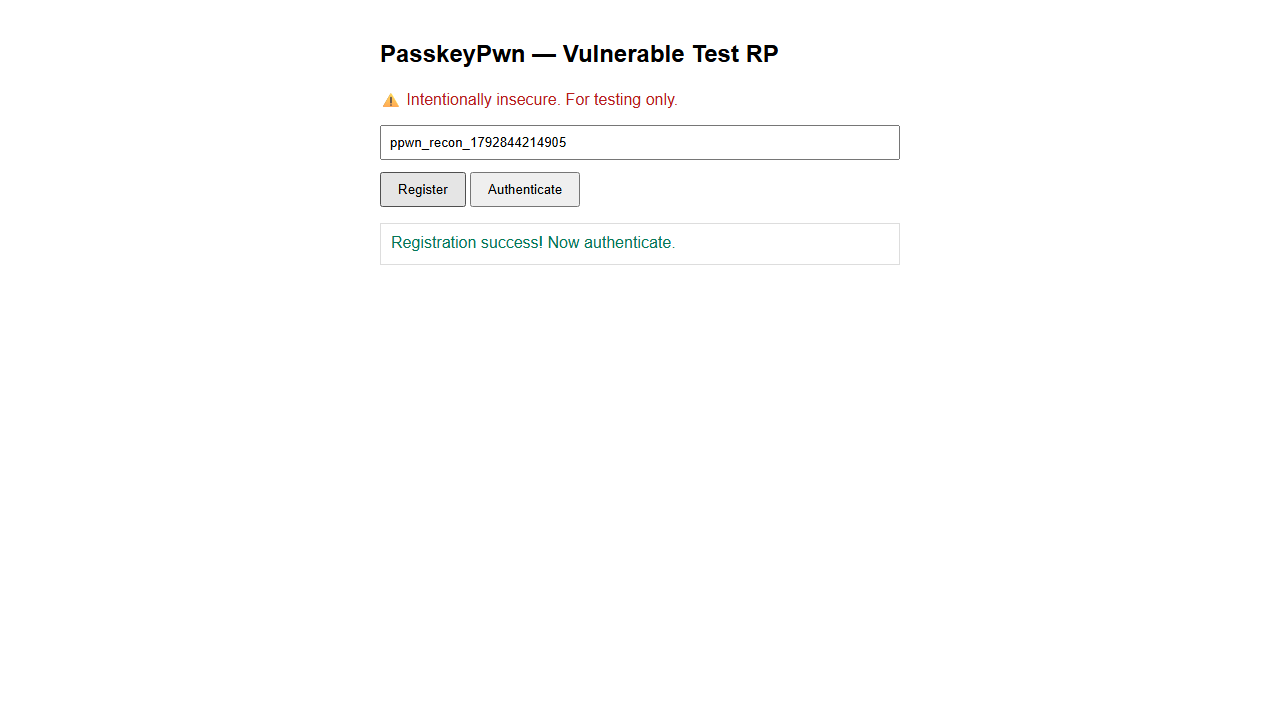 PasskeyPwn — Vulnerable Test RP
⚠ Intentionally insecure. For testing only.
ppwn_recon_1792844214905
Register Authenticate
Registration success! Now authenticate.